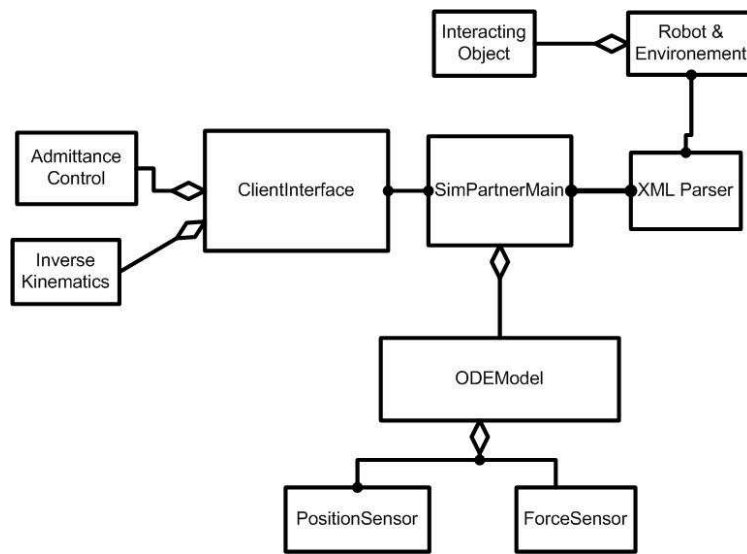 Interacting
Object
Robot &
Environement
Admittance
Control
ClientInterface
SimPartnerMain
XML Parser
Inverse
Kinematics
ODEModel
PositionSensor
ForceSensor